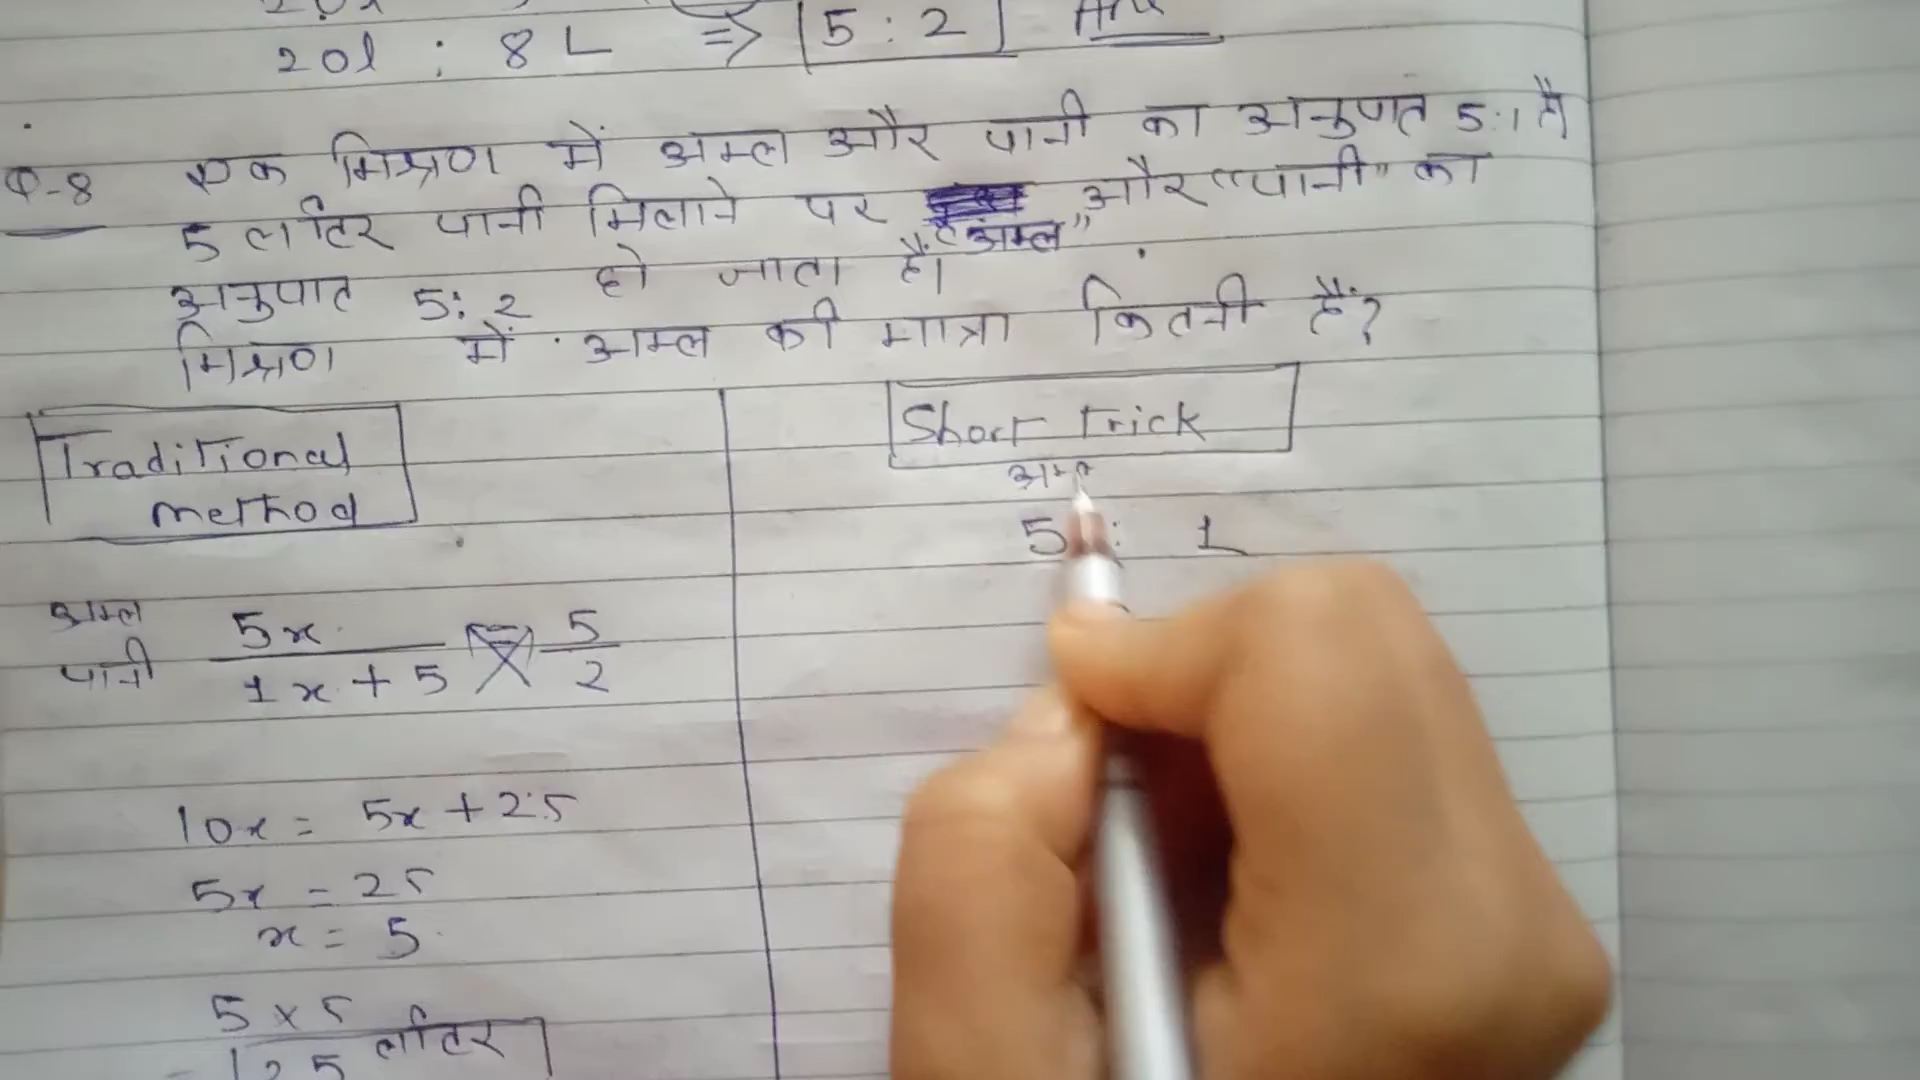 20l : 8 L => 5 : 2 Ans
Q-8 एक मिश्रण में अम्ल और पानी का अनुपात 5:1 है।
5 लीटर पानी मिलाने पर "अम्ल" और "पानी" का
अनुपात 5:2 हो जाता है।
मिश्रण में अम्ल की मात्रा कितनी है?
Traditional
method
अम्ल 5x = 5
पानी 1x + 5 2
10x = 5x + 25
5x = 25
x = 5
5 x 5
= 25 लीटर
Short Trick
5 : 1